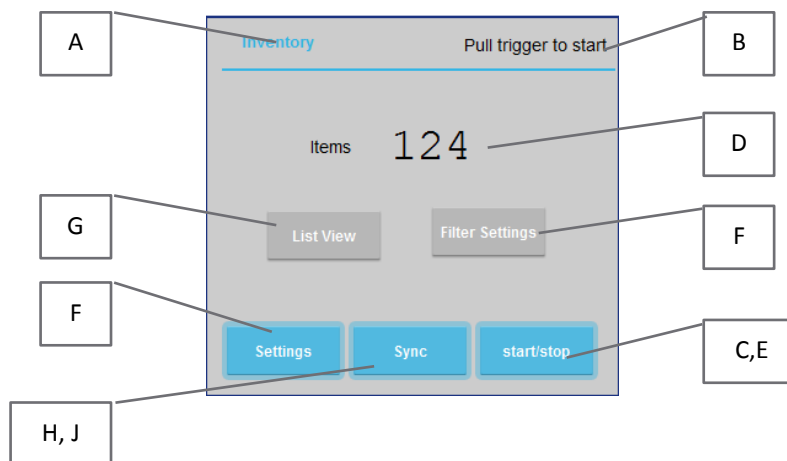 A
Inventory
Pull trigger to start
B
Items
124
D
G
List View
Filter Settings
F
F
Settings
Sync
start/stop
C,E
H, J